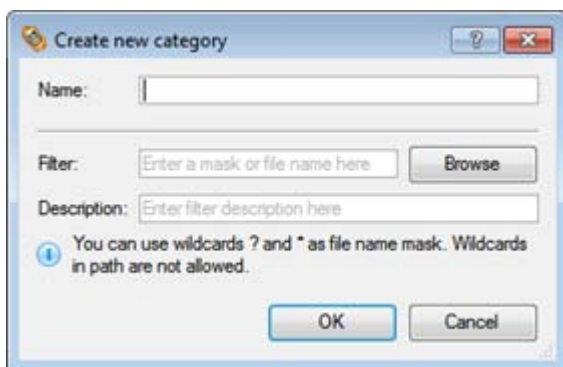 Create new category
Name:
Filter: Enter a mask or file name here Browse
Description: Enter filter description here
You can use wildcards ? and * as file name mask. Wildcards
in path are not allowed.
OK Cancel